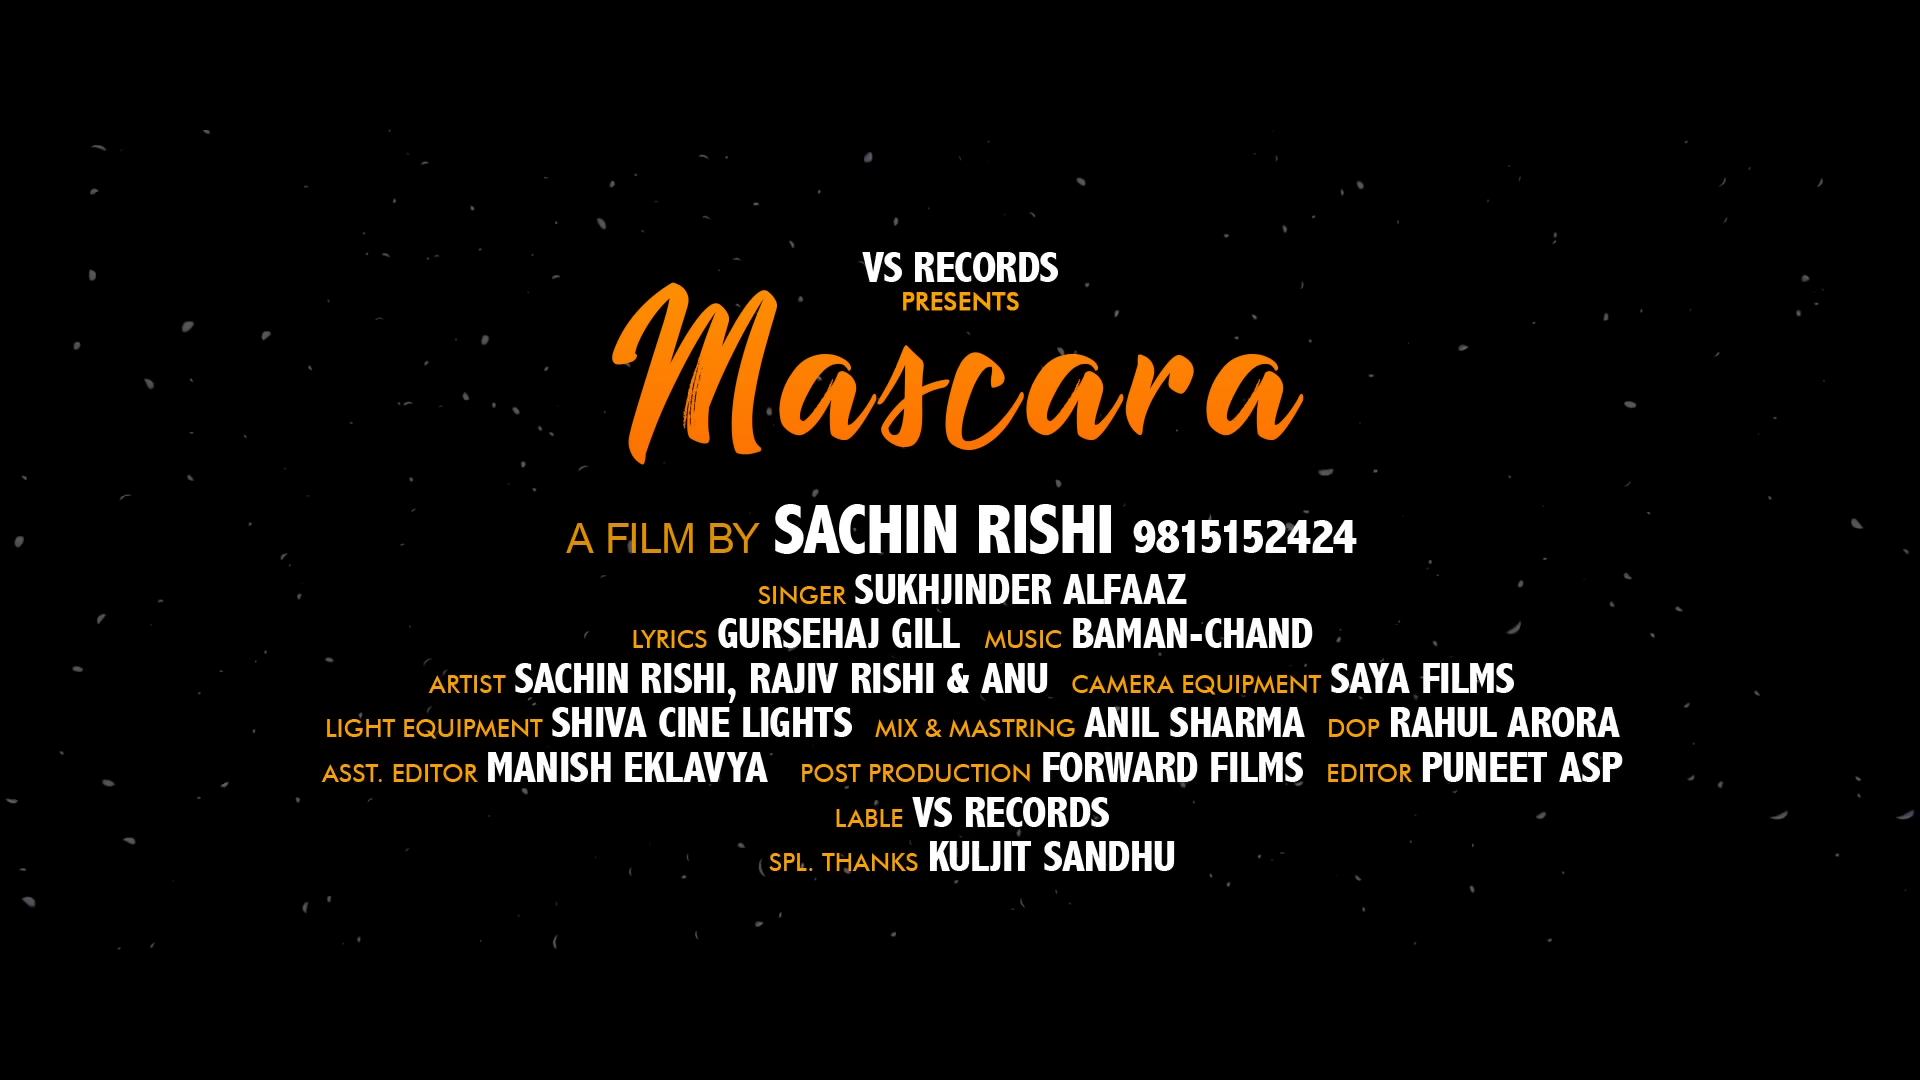 VS RECORDS
PRESENTS
Mascara
A FILM BY SACHIN RISHI 9815152424
SINGER SUKHJINDER ALFAAZ
LYRICS GURSEHAJ GILL MUSIC BAMAN-CHAND
ARTIST SACHIN RISHI, RAJIV RISHI & ANU CAMERA EQUIPMENT SAYA FILMS
LIGHT EQUIPMENT SHIVA CINE LIGHTS MIX & MASTRING ANIL SHARMA DOP RAHUL ARORA
ASST. EDITOR MANISH EKLAVYA POST PRODUCTION FORWARD FILMS EDITOR PUNEET ASP
LABLE VS RECORDS
SPL. THANKS KULJIT SANDHU